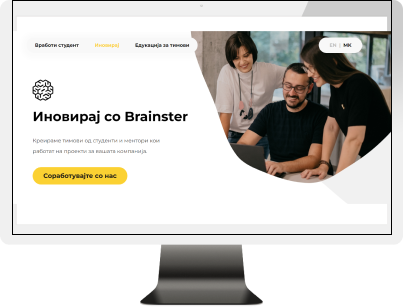 Вработи студент Иновирај Едукација за тимови EN | MK
Иновирај со Brainster
Креираме тимови од студенти и ментори кои
работат на проекти за вашата компанија.
Соработувајте со нас